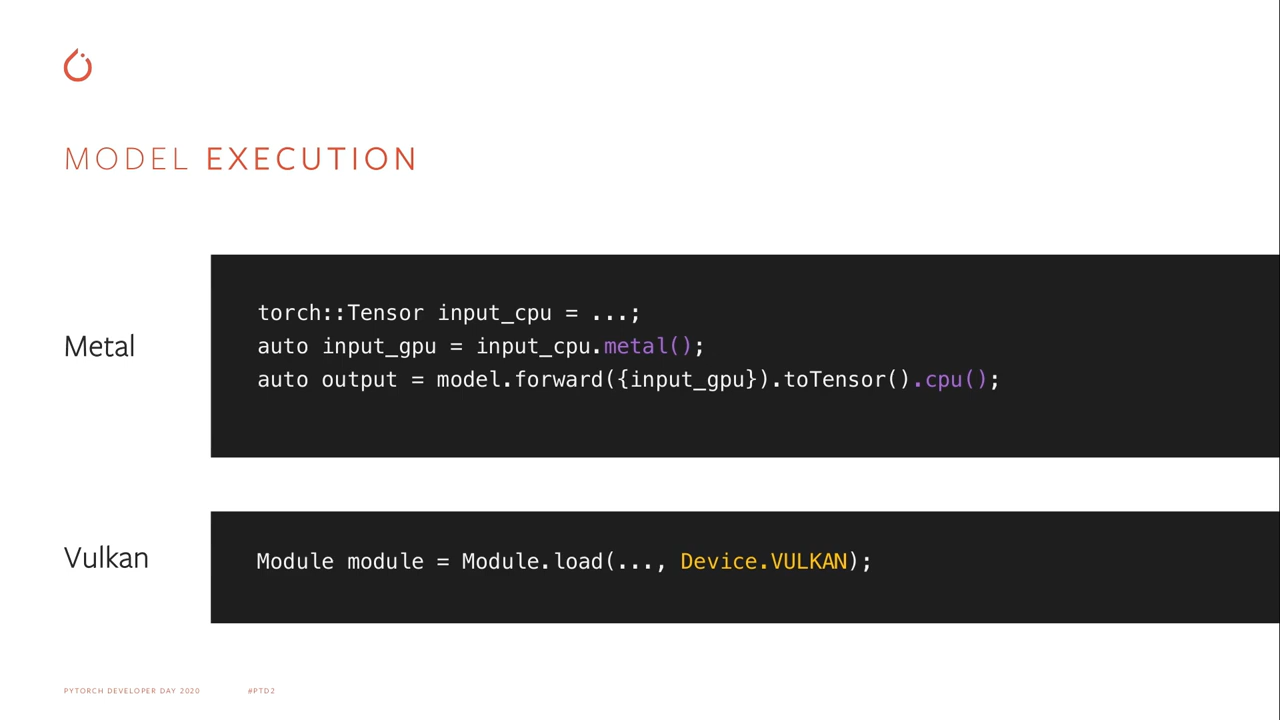 MODEL EXECUTION
Metal
torch::Tensor input_cpu = ...;
auto input_gpu = input_cpu.metal();
auto output = model.forward({input_gpu}).toTensor().cpu();
Vulkan
Module module = Module.load(..., Device.VULKAN);
PYTORCH DEVELOPER DAY 2020 #PTD2